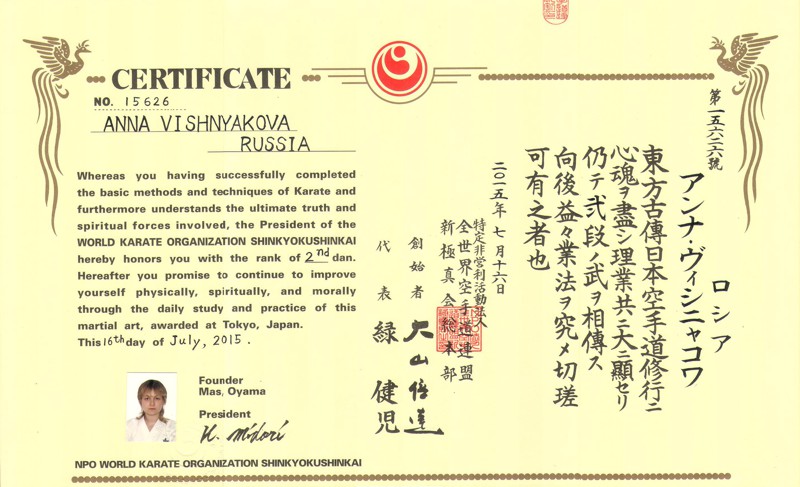 CERTIFICATE
NO. 15626
ANNA VISHNYAKOVA
RUSSIA
Whereas you having successfully completed
the basic methods and techniques of Karate and
furthermore understands the ultimate truth and
spiritual forces involved, the President of the
WORLD KARATE ORGANIZATION SHINKYOKUSHINKAI
hereby honors you with the rank of 2nd dan.
Hereafter you promise to continue to improve
yourself physically, spiritually, and morally
through the daily study and practice of this
martial art, awarded at Tokyo, Japan.
This 16th day of July, 2015.
Founder
Mas, Oyama
President
K. Midori
NPO WORLD KARATE ORGANIZATION SHINKYOKUSHINKAI
第一五六二六號
ロシア
アンナ・ヴィシニャコワ
東方古傳日本空手道修行ニ
心魂ヲ盡シ理業共ニ大ニ顯セリ
仍テ弐段ノ武ヲ相傳ス
向後益々業法ヲ究メ切瑳
可有之者也
二〇一五年七月十六日
特定非営利活動法人
全世界空手道連盟
新極真会総本部
創始者 大山倍達
代表 緑健児